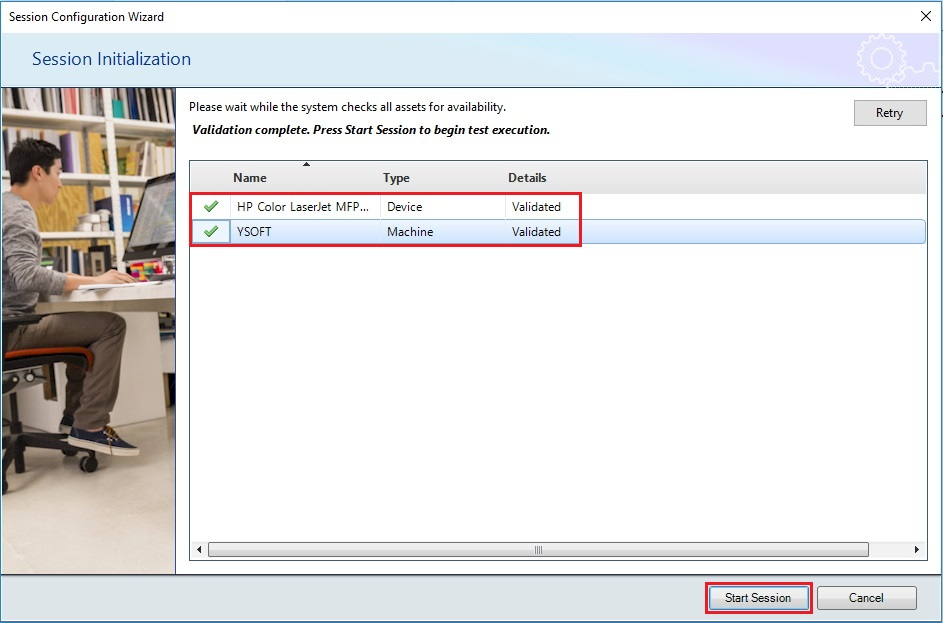 Session Configuration Wizard
Session Initialization
Please wait while the system checks all assets for availability.
Retry
Validation complete. Press Start Session to begin test execution.
Name Type Details
HP Color LaserJet MFP... Device Validated
YSOFT Machine Validated
Start Session Cancel